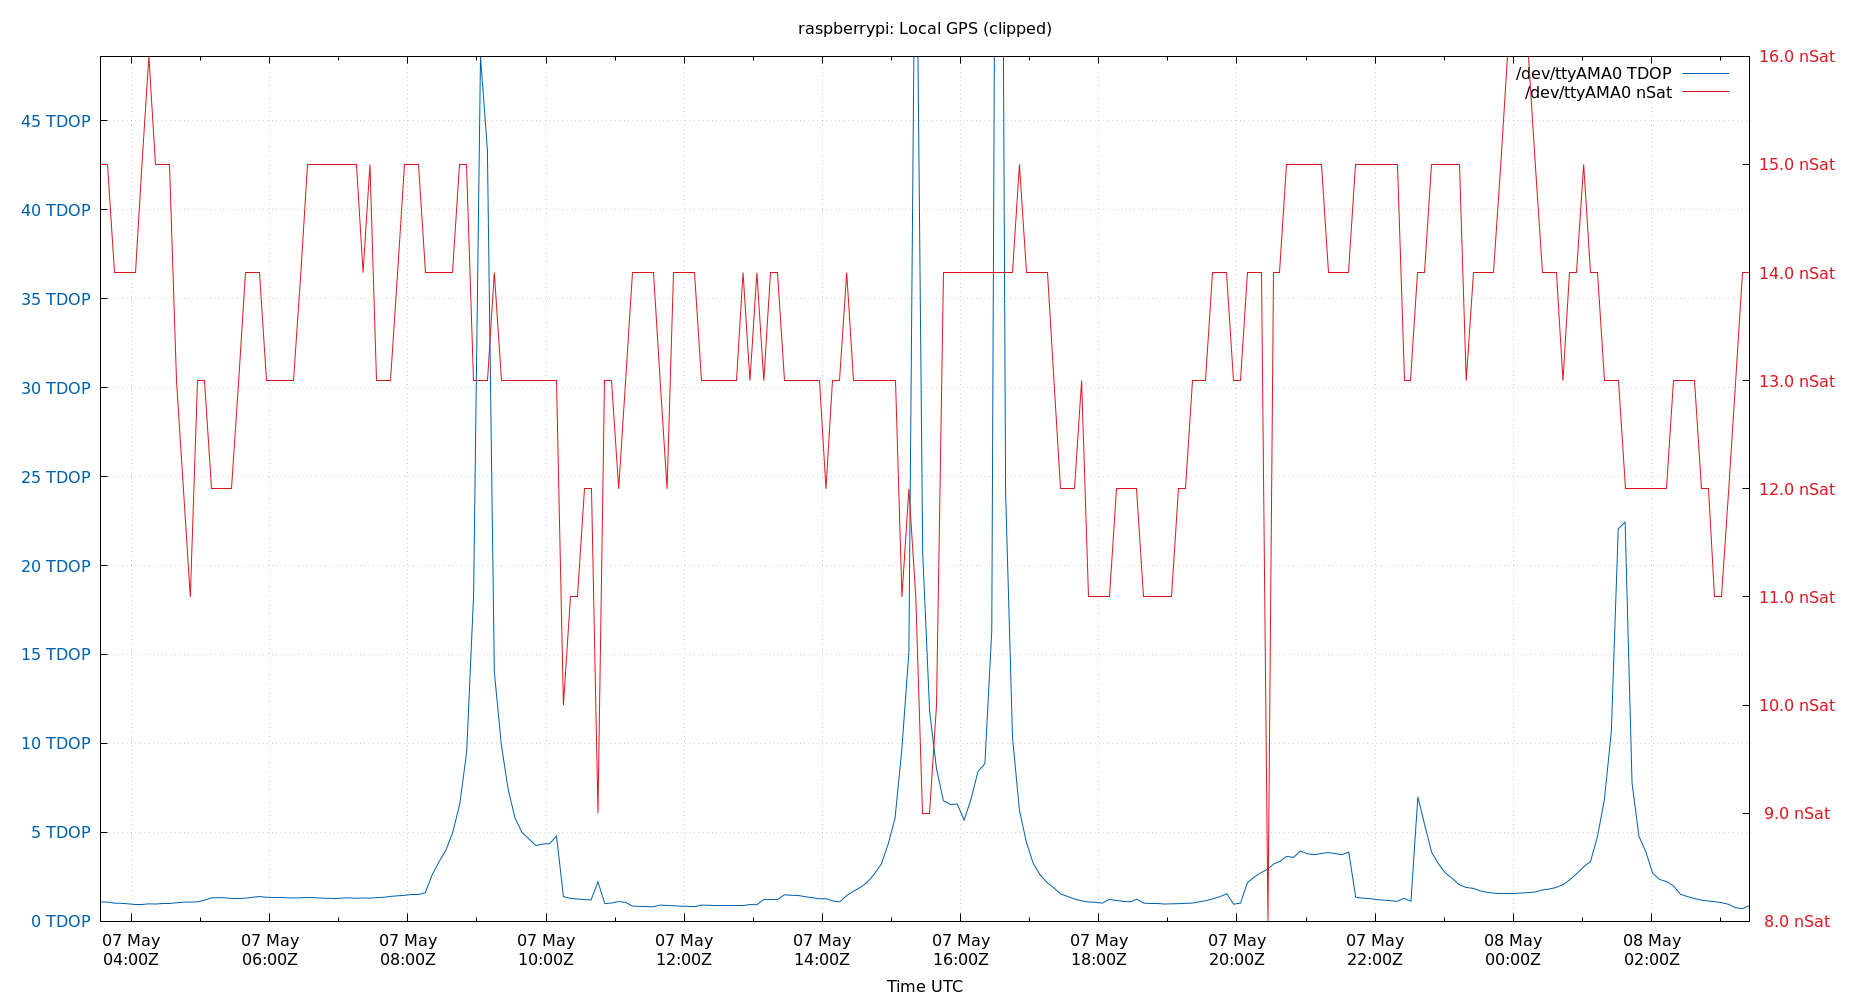 raspberrypi: Local GPS (clipped)
/dev/ttyAMA0 TDOP
/dev/ttyAMA0 nSat
45 TDOP
40 TDOP
35 TDOP
30 TDOP
25 TDOP
20 TDOP
15 TDOP
10 TDOP
5 TDOP
0 TDOP
16.0 nSat
15.0 nSat
14.0 nSat
13.0 nSat
12.0 nSat
11.0 nSat
10.0 nSat
9.0 nSat
8.0 nSat
07 May
04:00Z
07 May
06:00Z
07 May
08:00Z
07 May
10:00Z
07 May
12:00Z
07 May
14:00Z
07 May
16:00Z
07 May
18:00Z
07 May
20:00Z
07 May
22:00Z
08 May
00:00Z
08 May
02:00Z
Time UTC